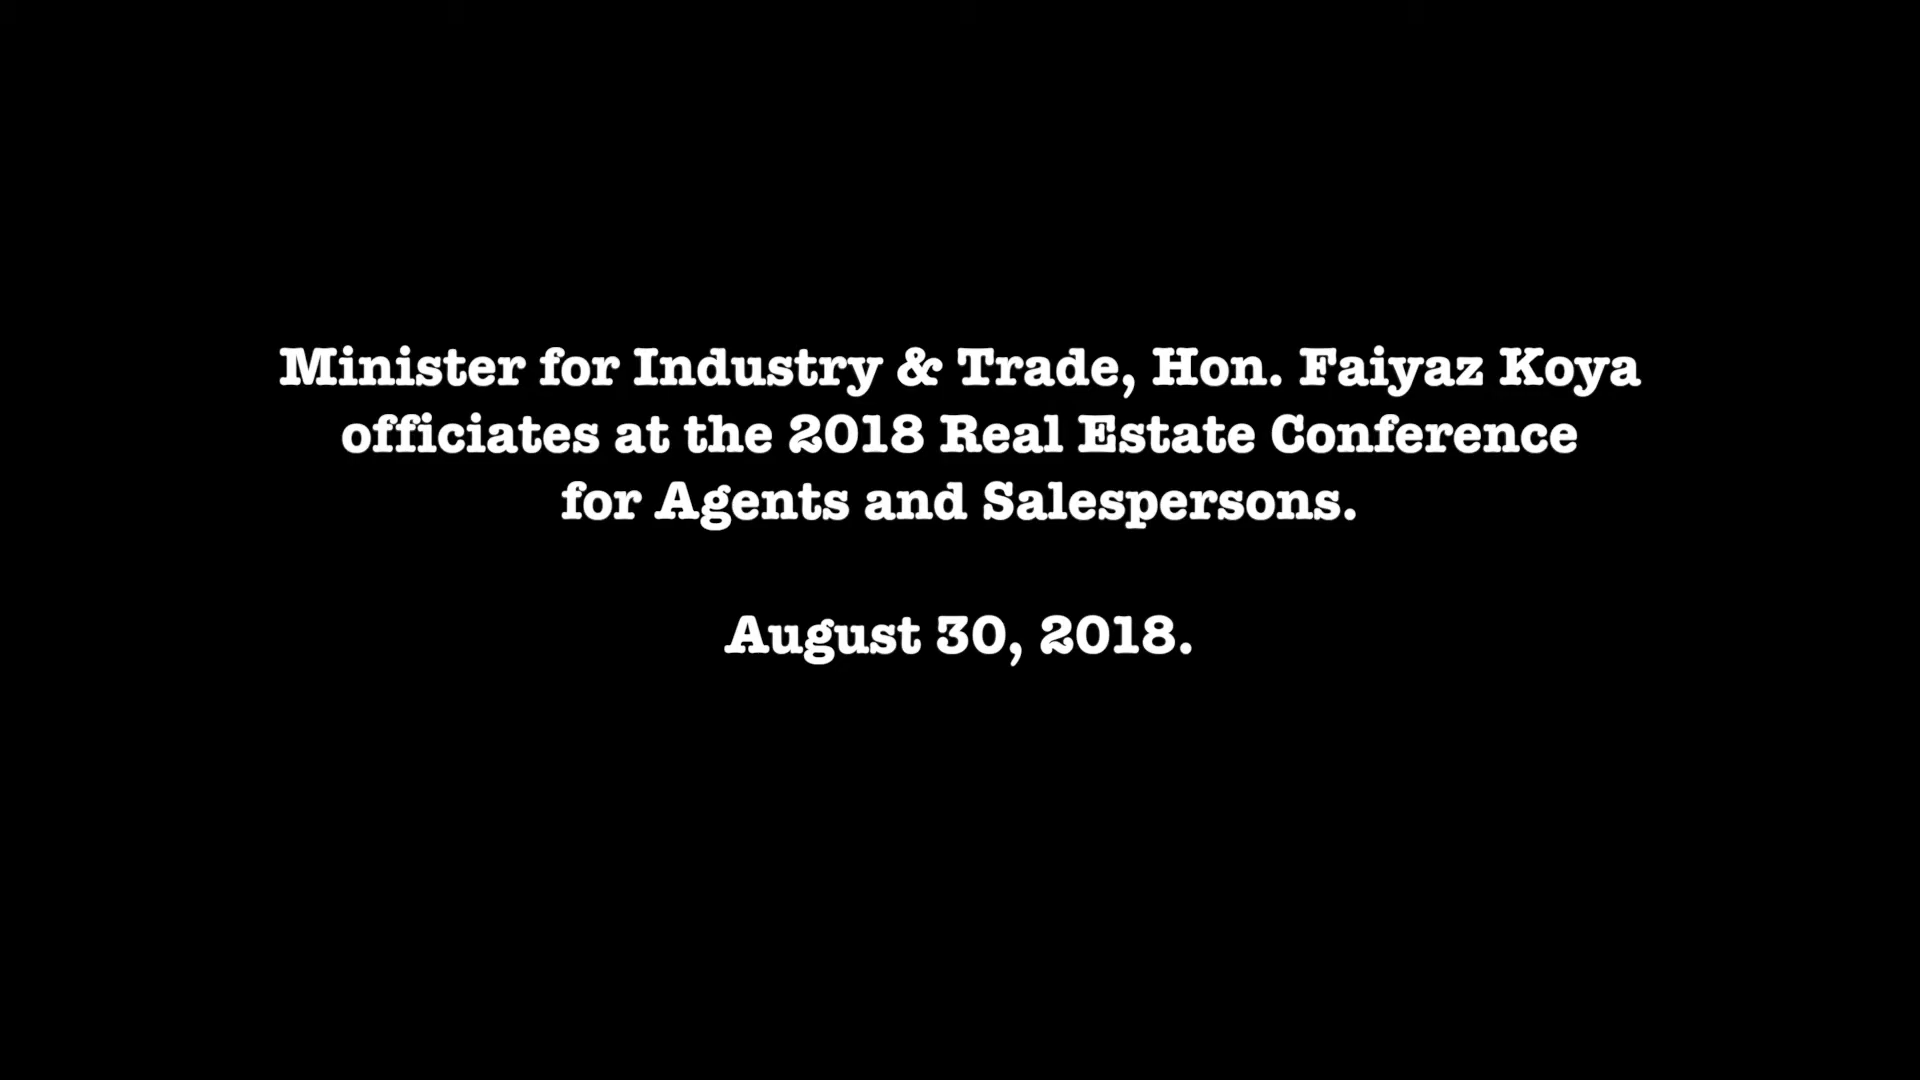 Minister for Industry & Trade, Hon. Faiyaz Koya
officiates at the 2018 Real Estate Conference
for Agents and Salespersons.
August 30, 2018.